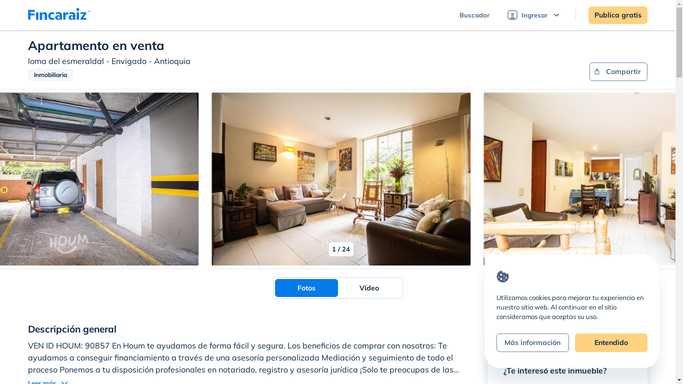 Fincaraiz
Buscador
Ingresar
Publica gratis
Apartamento en venta
loma del esmeraldal - Envigado - Antioquia
Inmobiliaria
Compartir
HOUM
1 / 24
Fotos
Video
Utilizamos cookies para mejorar tu experiencia en
nuestro sitio web. Al continuar en el sitio
consideramos que aceptas su uso.
Más información
Entendido
Descripción general
VEN ID HOUM: 90857 En Houm te ayudamos de forma fácil y segura. Los beneficios de comprar con nosotros: Te
ayudamos a conseguir financiamiento a través de una asesoría personalizada Mediación y seguimiento de todo el
proceso Ponemos a tu disposición profesionales en notariado, registro y asesoría jurídica ¡Solo te preocupas de las...
Leer más
¿Te interesó este inmueble?